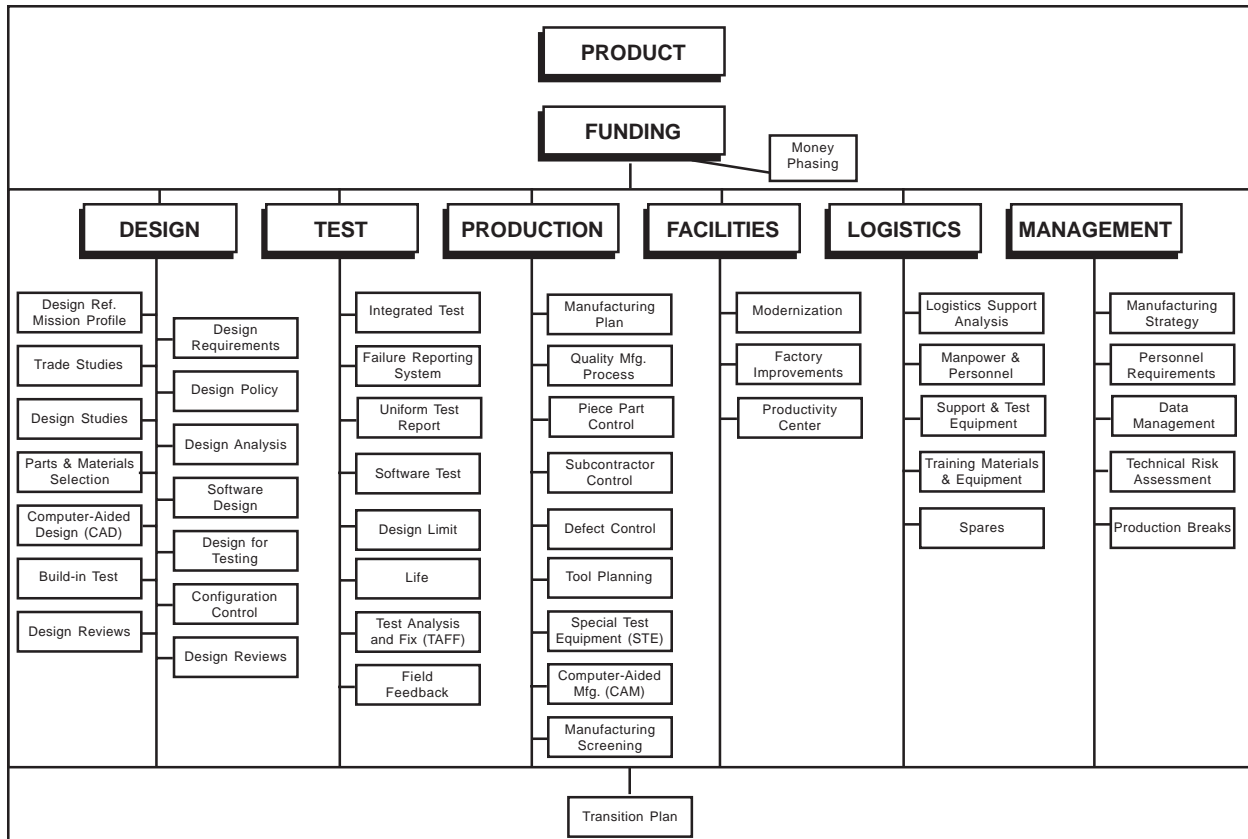 PRODUCT
FUNDING
Money
Phasing
DESIGN
TEST
PRODUCTION
FACILITIES
LOGISTICS
MANAGEMENT
Design Ref.
Mission Profile
Trade Studies
Design Studies
Parts & Materials
Selection
Computer-Aided
Design (CAD)
Build-in Test
Design Reviews
Design
Requirements
Design Policy
Design Analysis
Software
Design
Design for
Testing
Configuration
Control
Design Reviews
Integrated Test
Failure Reporting
System
Uniform Test
Report
Software Test
Design Limit
Life
Test Analysis
and Fix (TAFF)
Field
Feedback
Manufacturing
Plan
Quality Mfg.
Process
Piece Part
Control
Subcontractor
Control
Defect Control
Tool Planning
Special Test
Equipment (STE)
Computer-Aided
Mfg. (CAM)
Manufacturing
Screening
Modernization
Factory
Improvements
Productivity
Center
Logistics Support
Analysis
Manpower &
Personnel
Support & Test
Equipment
Training Materials
& Equipment
Spares
Manufacturing
Strategy
Personnel
Requirements
Data
Management
Technical Risk
Assessment
Production Breaks
Transition Plan